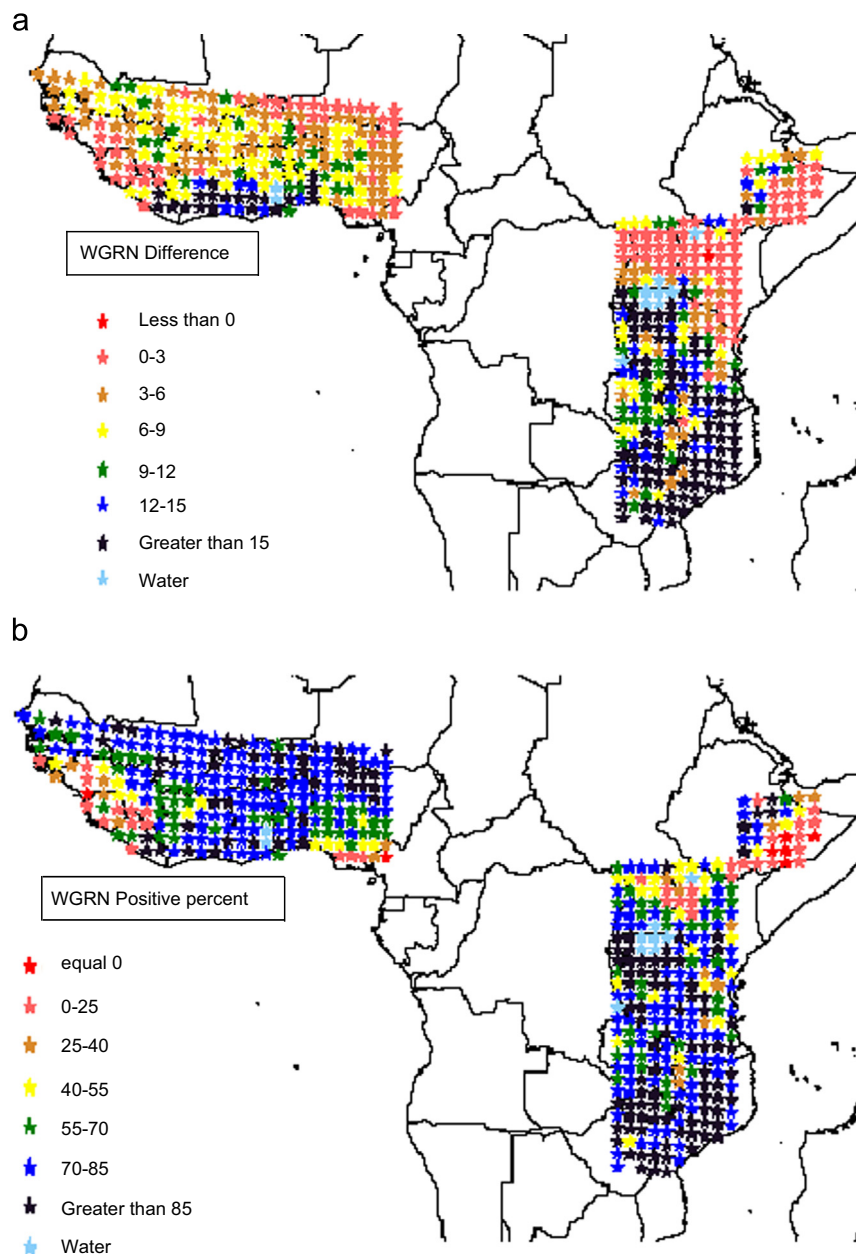 a
WGRN Difference
Less than 0
0-3
3-6
6-9
9-12
12-15
Greater than 15
Water
b
WGRN Positive percent
equal 0
0-25
25-40
40-55
55-70
70-85
Greater than 85
Water